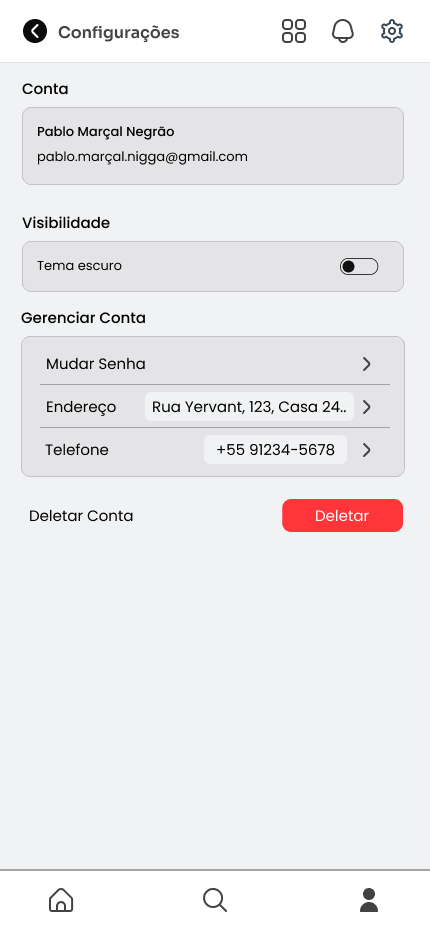 Configurações
Conta
Pablo Marçal Negrão
pablo.marçal.nigga@gmail.com
Visibilidade
Tema escuro
Gerenciar Conta
Mudar Senha
Endereço Rua Yervant, 123, Casa 24..
Telefone +55 91234-5678
Deletar Conta Deletar